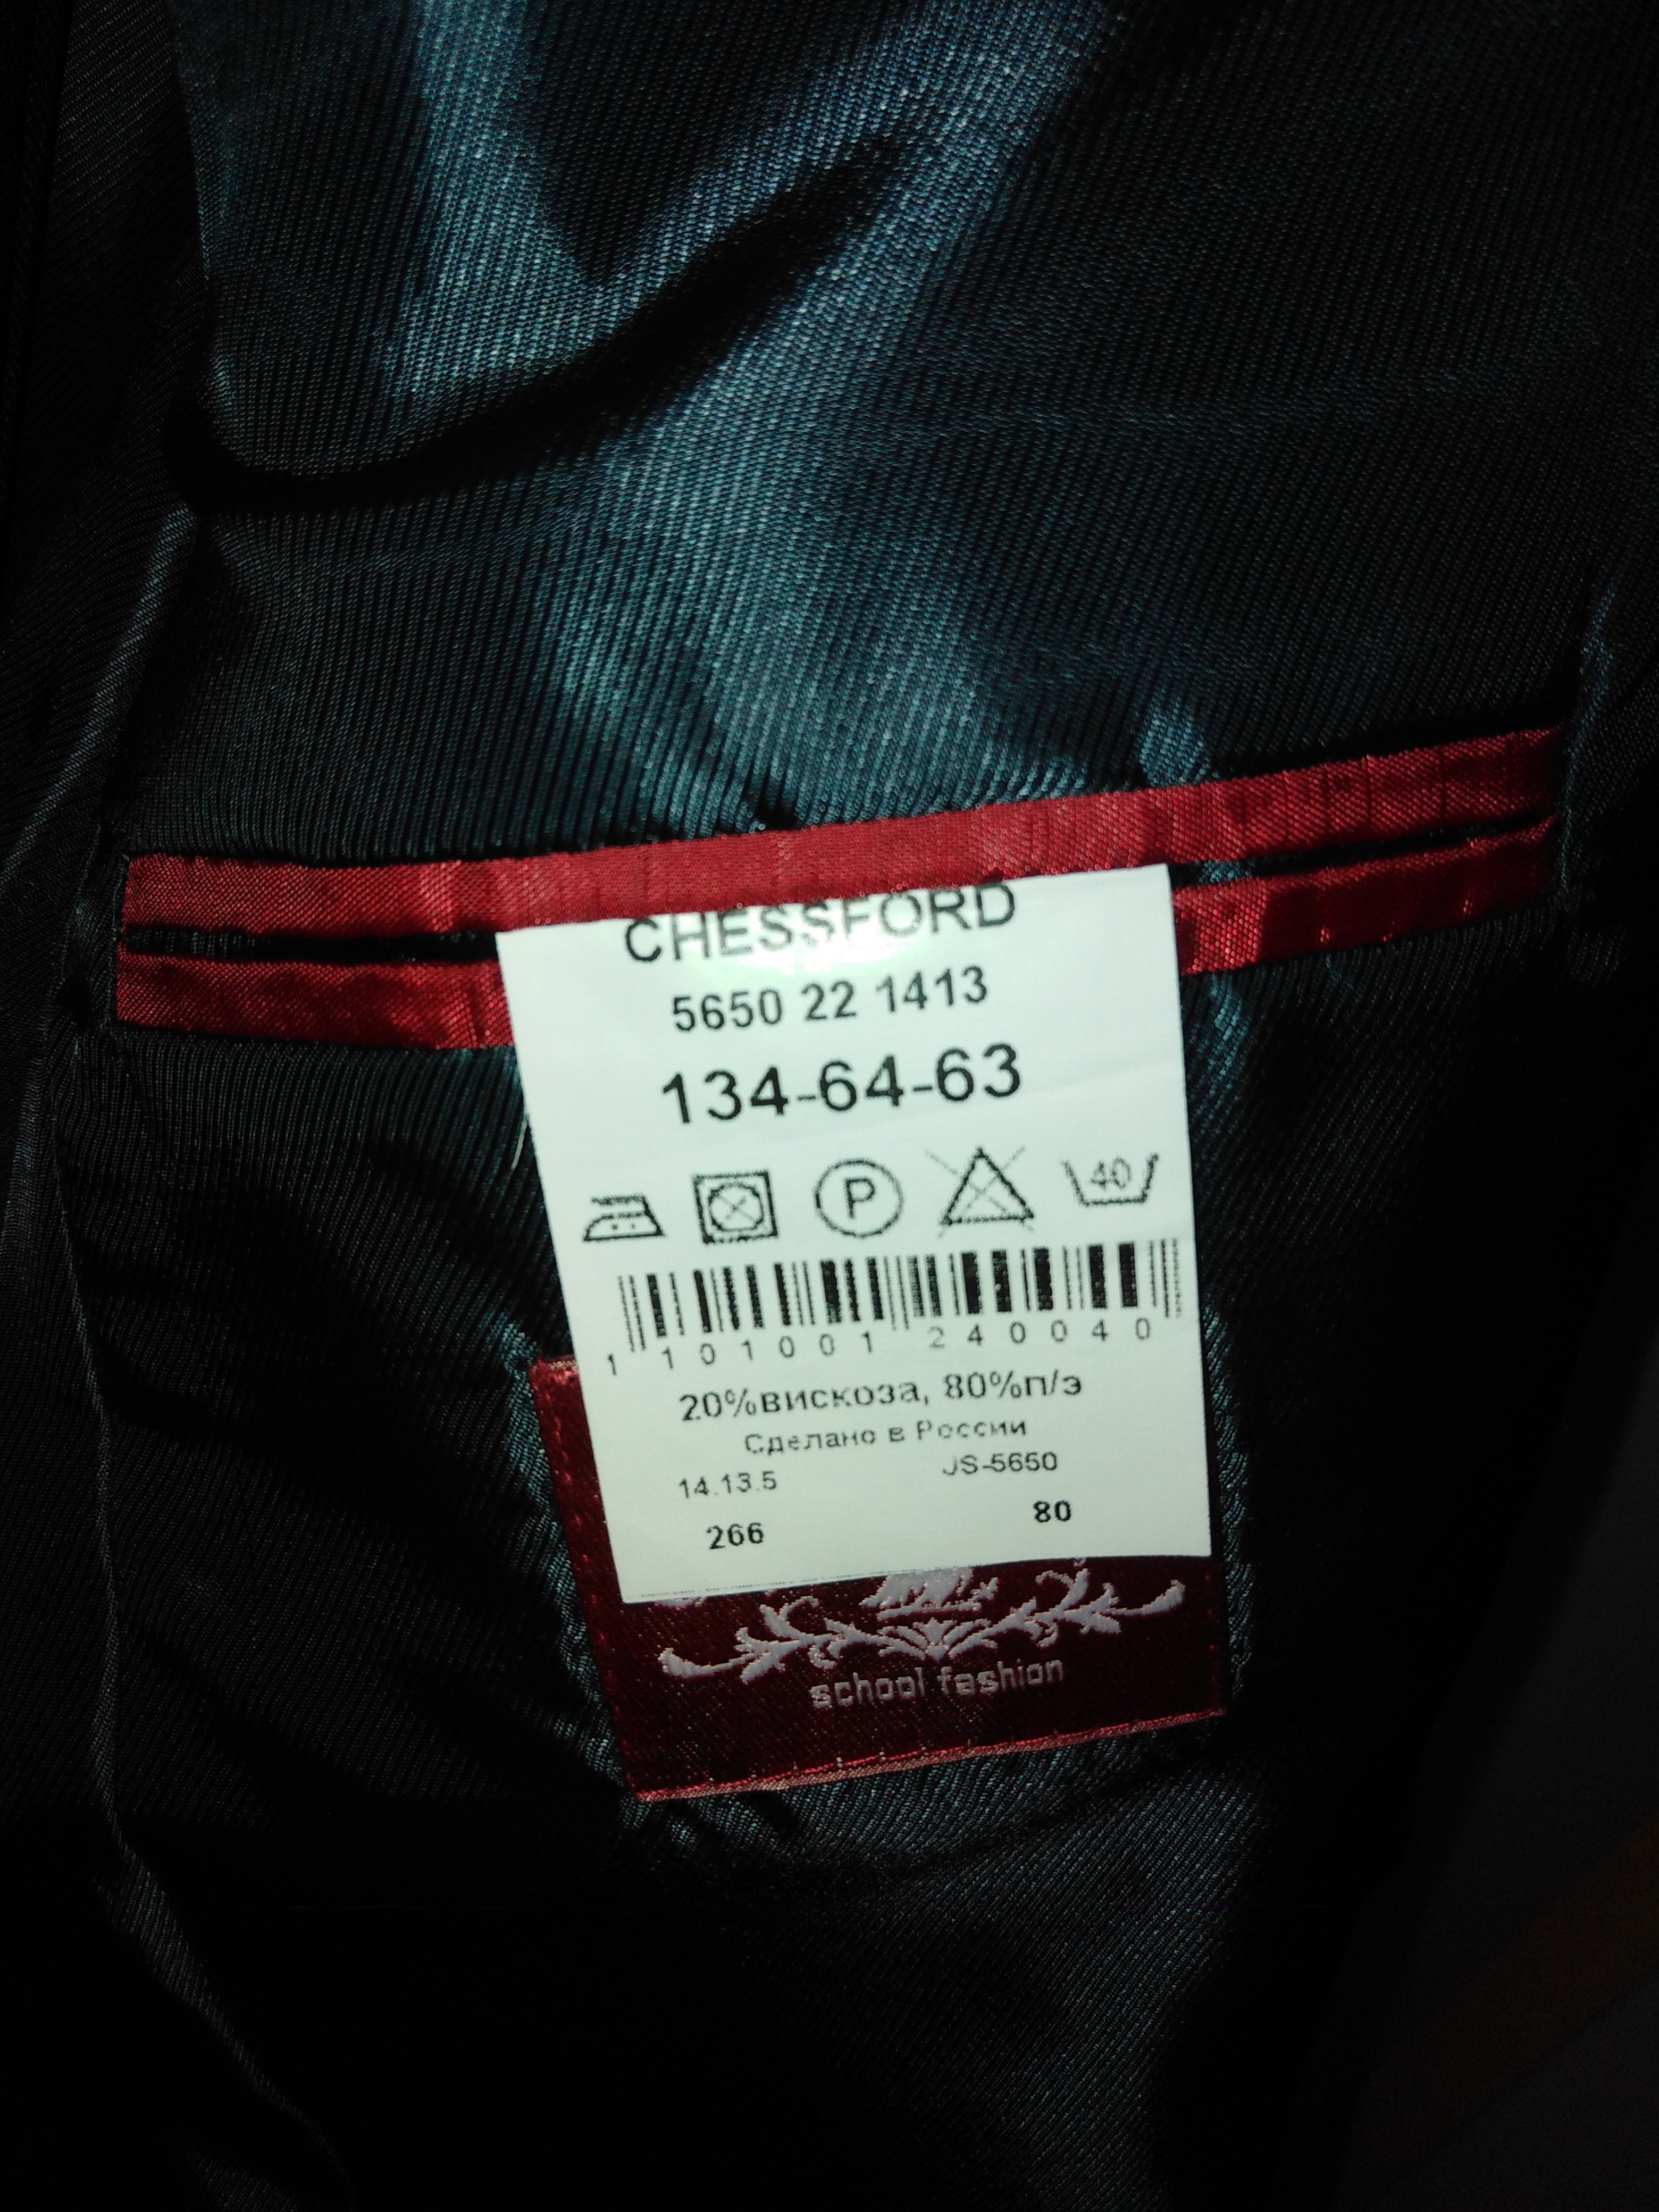 CHESSFORD
5650 22 1413
134-64-63
P 40
1 101001 240040
20%вискоза, 80%п/э
Сделано в России
14.13.5 JS-5650
266 80
school fashion